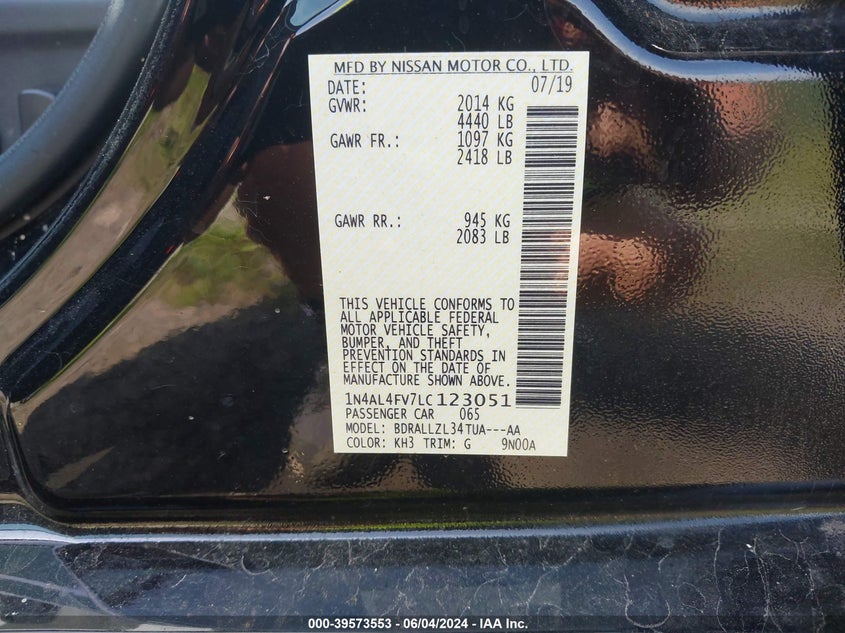 MFD BY NISSAN MOTOR CO., LTD.
DATE: 07/19
GVWR: 2014 KG
4440 LB
GAWR FR.: 1097 KG
2418 LB
GAWR RR.: 945 KG
2083 LB
THIS VEHICLE CONFORMS TO
ALL APPLICABLE FEDERAL
MOTOR VEHICLE SAFETY,
BUMPER, AND THEFT
PREVENTION STANDARDS IN
EFFECT ON THE DATE OF
MANUFACTURE SHOWN ABOVE.
1N4AL4FV7LC123051
PASSENGER CAR 065
MODEL: BDRALLZL34TUA---AA
COLOR: KH3 TRIM: G 9N00A
000-39573553 - 06/04/2024 - IAA Inc.